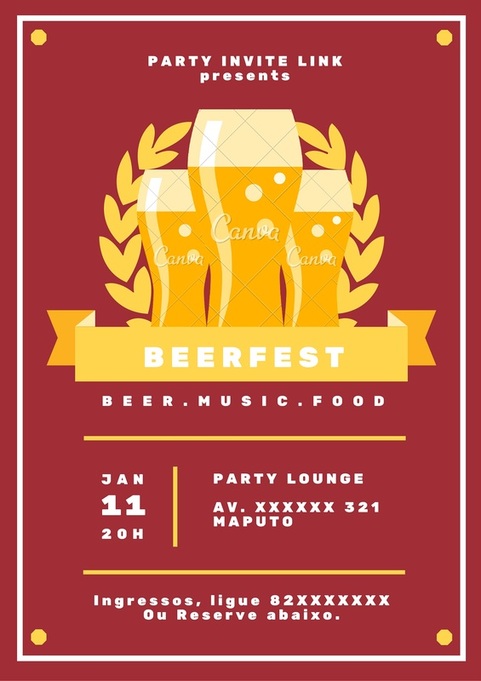 PARTY INVITE LINK
presents
Canva
Canva
Canva
BEERFEST
BEER.MUSIC.FOOD
JAN
11
20H
PARTY LOUNGE
AV. XXXXXX 321
MAPUTO
Ingressos, ligue 82XXXXXXX
Ou Reserve abaixo.